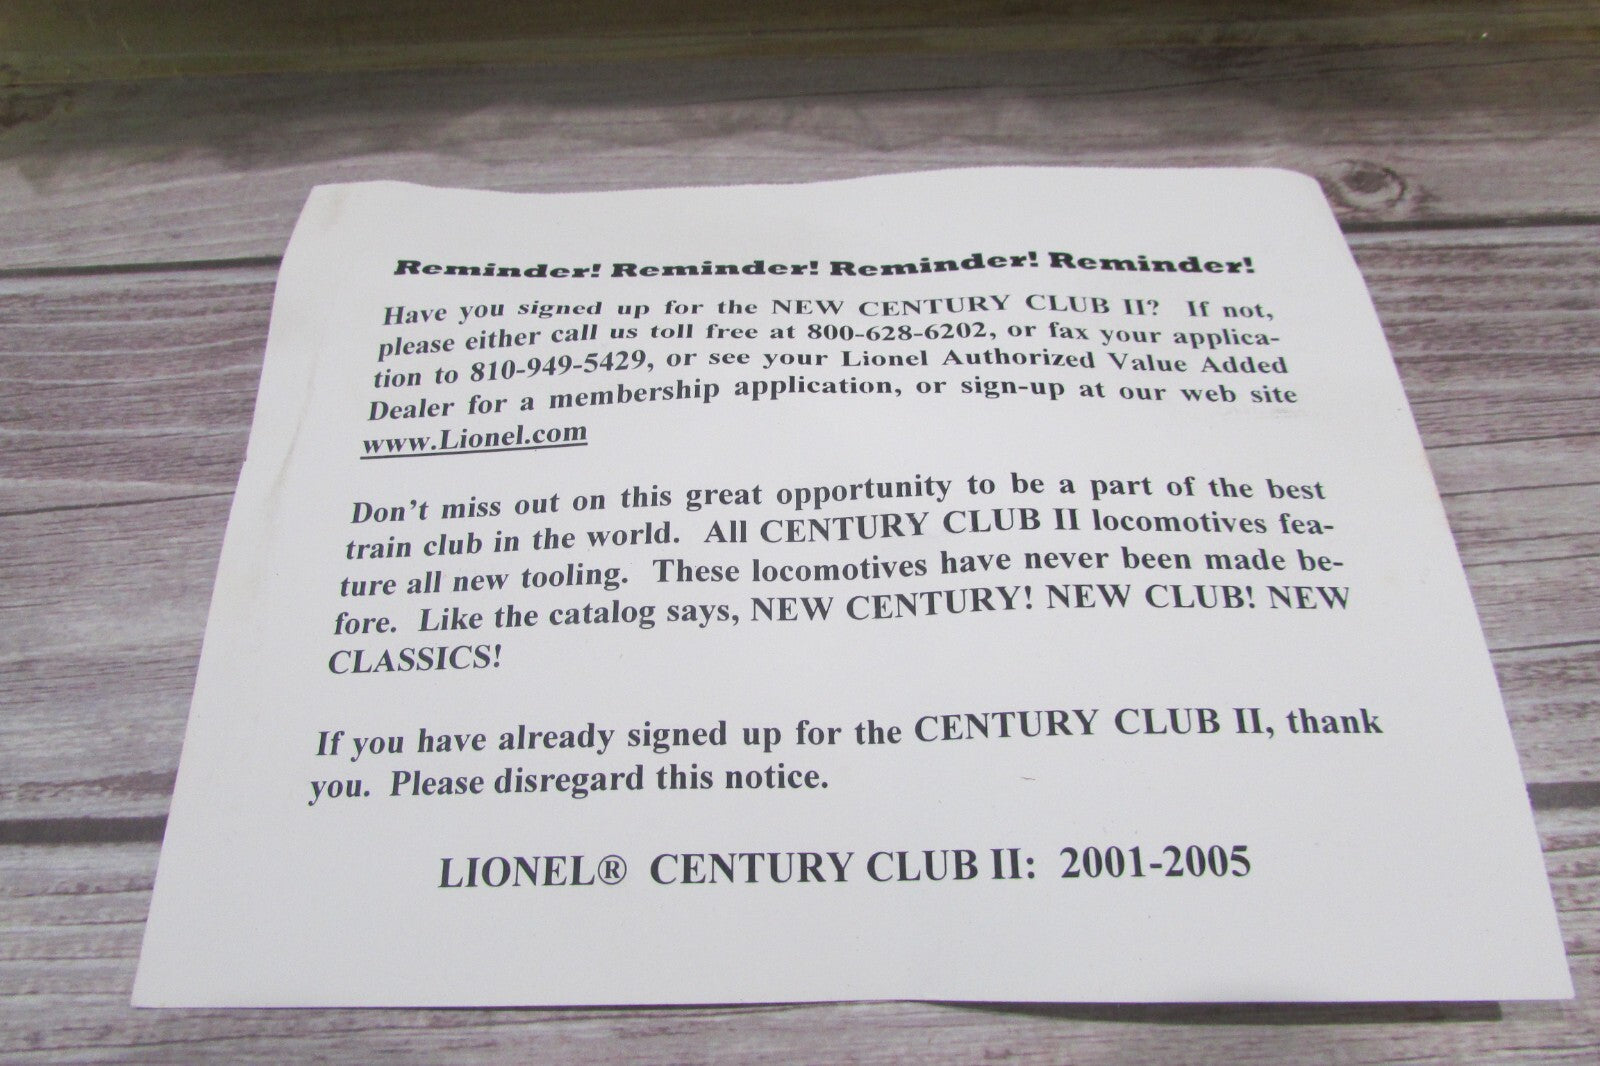 Reminder! Reminder! Reminder! Reminder!
Have you signed up for the NEW CENTURY CLUB II? If not,
please either call us toll free at 800-628-6202, or fax your applica-
tion to 810-949-5429, or see your Lionel Authorized Value Added
Dealer for a membership application, or sign-up at our web site
www.Lionel.com
Don't miss out on this great opportunity to be a part of the best
train club in the world. All CENTURY CLUB II locomotives fea-
ture all new tooling. These locomotives have never been made be-
fore. Like the catalog says, NEW CENTURY! NEW CLUB! NEW
CLASSICS!
If you have already signed up for the CENTURY CLUB II, thank
you. Please disregard this notice.
LIONEL® CENTURY CLUB II: 2001-2005